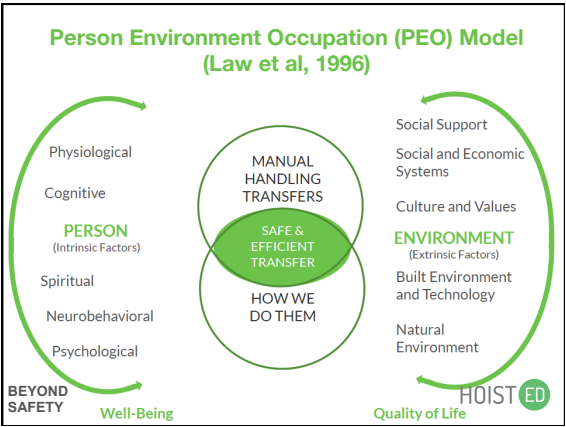 Person Environment Occupation (PEO) Model
(Law et al, 1996)
Physiological
Cognitive
PERSON
(Intrinsic Factors)
Spiritual
Neurobehavioral
Psychological
MANUAL
HANDLING
TRANSFERS
SAFE &
EFFICIENT
TRANSFER
HOW WE
DO THEM
Social Support
Social and Economic
Systems
Culture and Values
ENVIRONMENT
(Extrinsic Factors)
Built Environment
and Technology
Natural
Environment
BEYOND
SAFETY
Well-Being
Quality of Life
HOIST ED